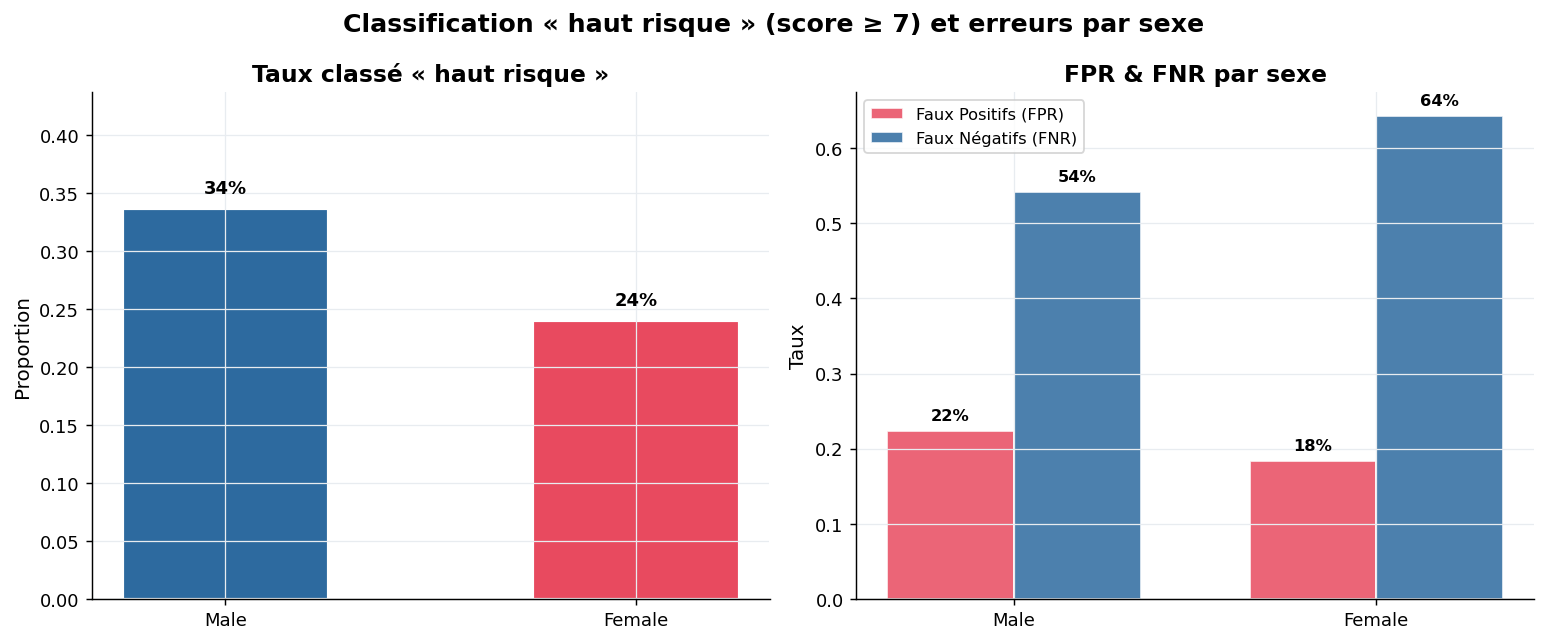 Classification « haut risque » (score ≥ 7) et erreurs par sexe
Taux classé « haut risque »
Proportion
0.40
0.35
0.30
0.25
0.20
0.15
0.10
0.05
0.00
34%
24%
Male
Female
FPR & FNR par sexe
Faux Positifs (FPR)
Faux Négatifs (FNR)
Taux
0.6
0.5
0.4
0.3
0.2
0.1
0.0
22%
54%
18%
64%
Male
Female